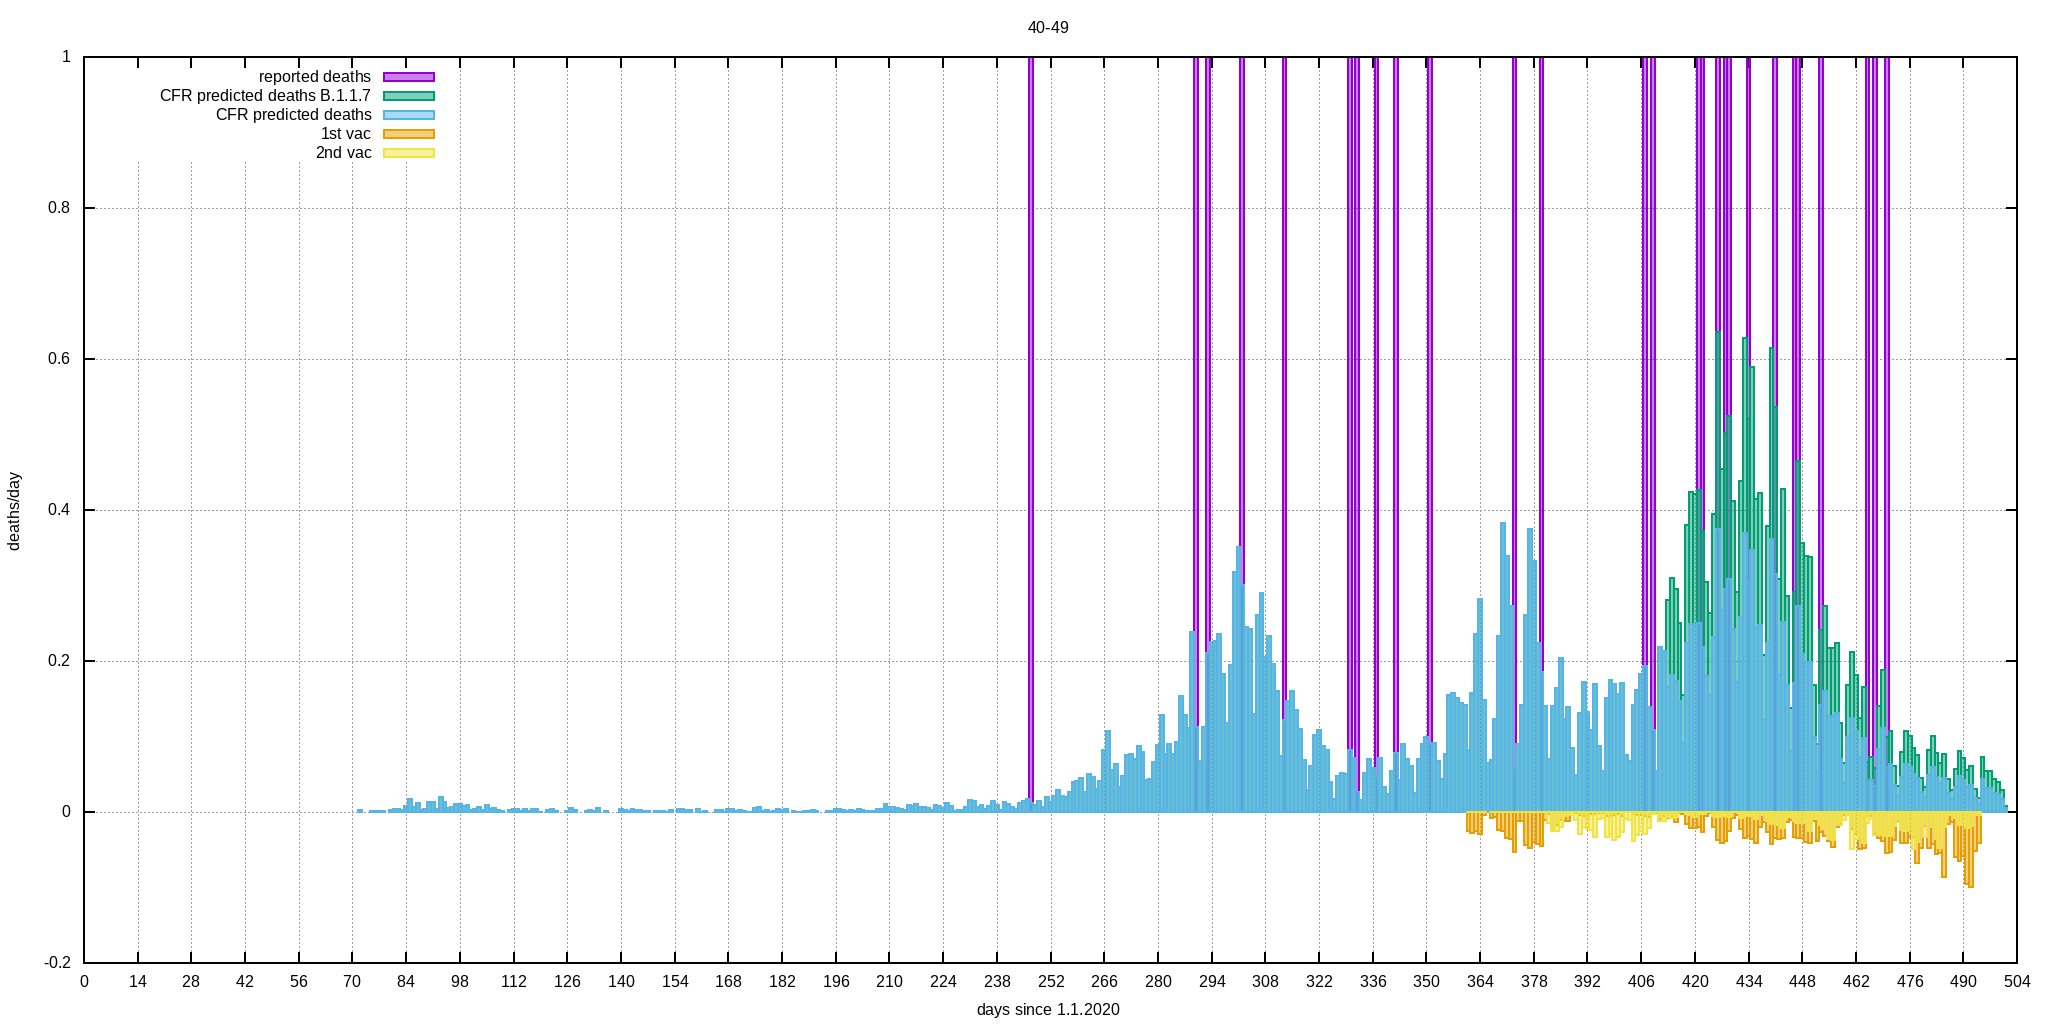 40-49
reported deaths
CFR predicted deaths B.1.1.7
CFR predicted deaths
1st vac
2nd vac
1
0.8
0.6
0.4
0.2
0
-0.2
deaths/day
0 14 28 42 56 70 84 98 112 126 140 154 168 182 196 210 224 238 252 266 280 294 308 322 336 350 364 378 392 406 420 434 448 462 476 490 504
days since 1.1.2020